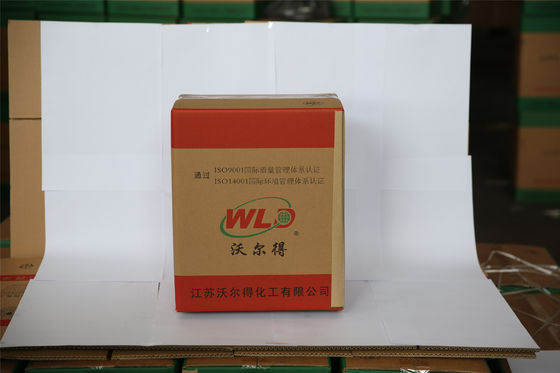 通过
ISO9001国际质量管理体系认证
ISO14001国际环境管理体系认证
WLD
®
沃尔得
江苏沃尔得化工有限公司